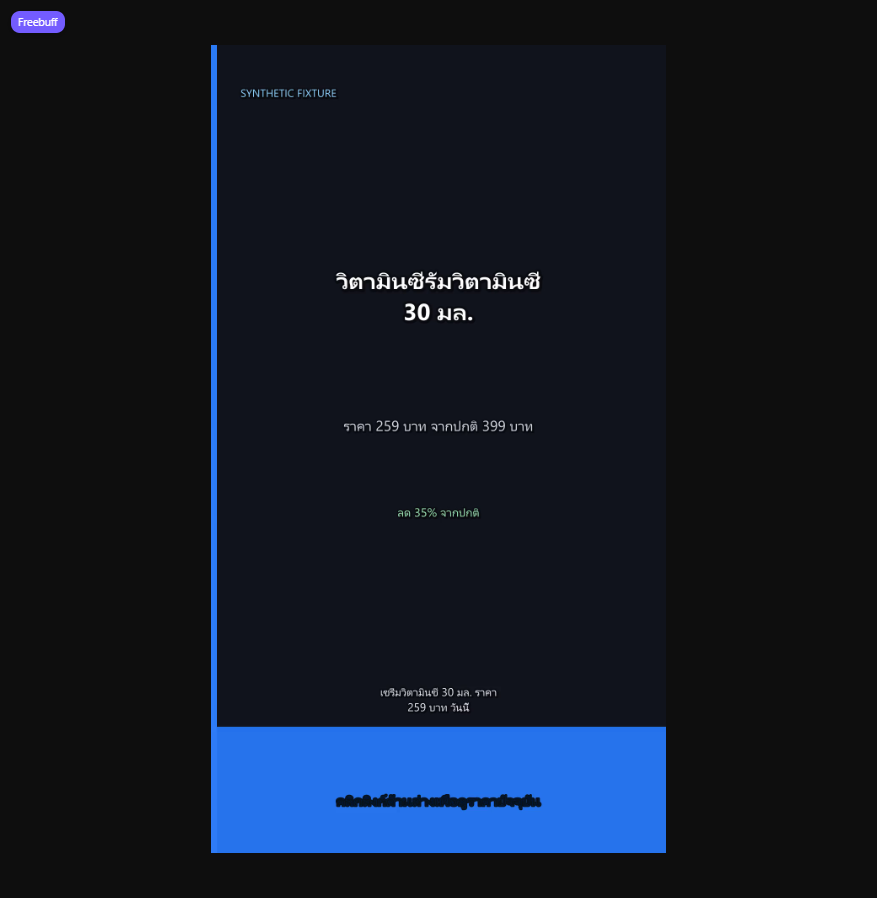 Freebuff
SYNTHETIC FIXTURE
วิตามินซีรัมวิตามินซี
30 มล.
ราคา 259 บาท จากปกติ 399 บาท
ลด 35% จากปกติ
เซรั่มวิตามินซี 30 มล. ราคา
259 บาท วันนี้